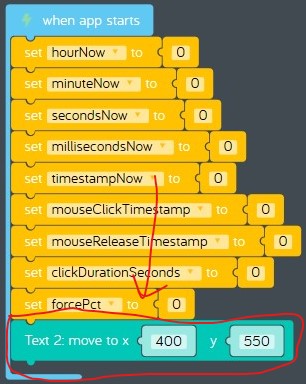 when app starts
set hourNow to 0
set minuteNow to 0
set secondsNow to 0
set millisecondsNow to 0
set timestampNow to 0
set mouseClickTimestamp to 0
set mouseReleaseTimestamp to 0
set clickDurationSeconds to 0
set forcePct to 0
Text 2: move to x 400 y 550